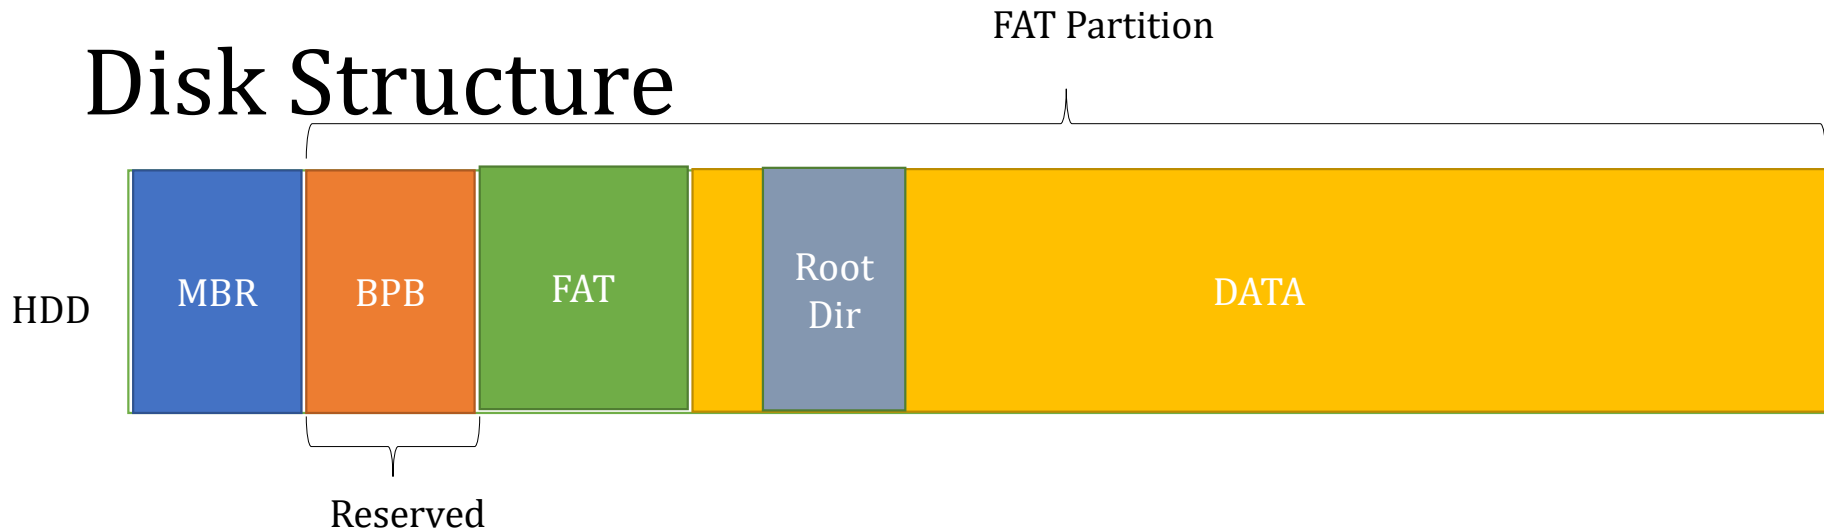 FAT Partition
Disk Structure
HDD
MBR
BPB
FAT
Root
Dir
DATA
Reserved